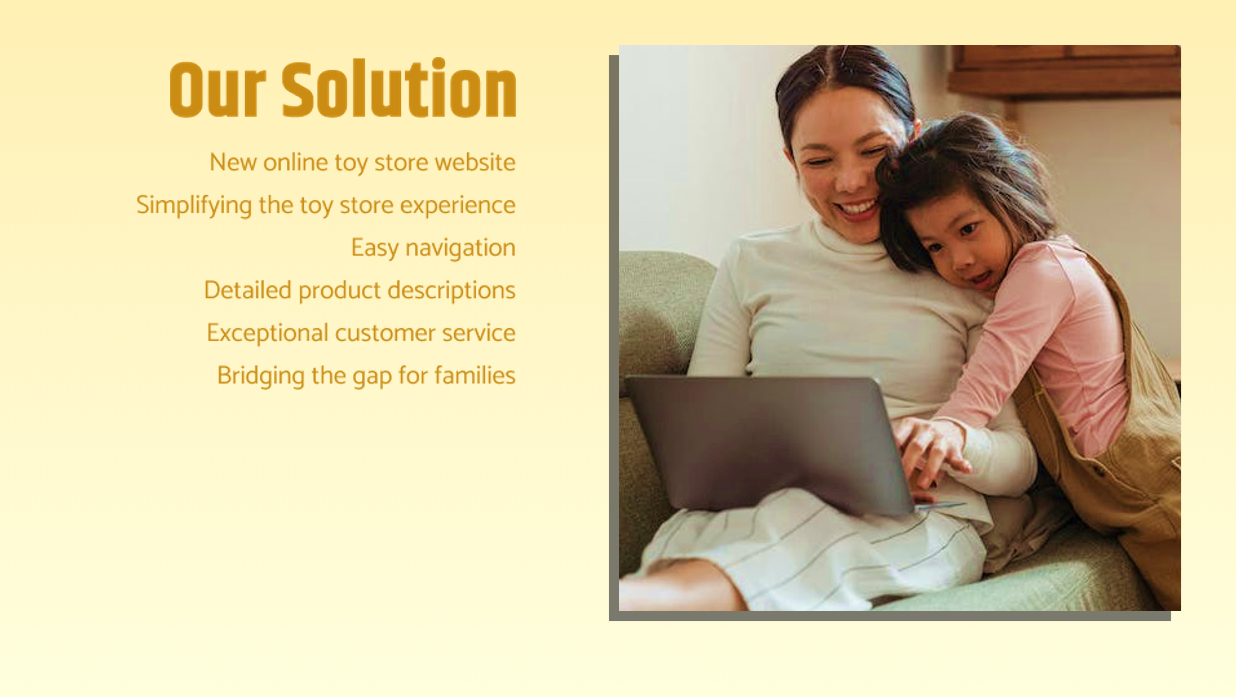 Our Solution
New online toy store website
Simplifying the toy store experience
Easy navigation
Detailed product descriptions
Exceptional customer service
Bridging the gap for families